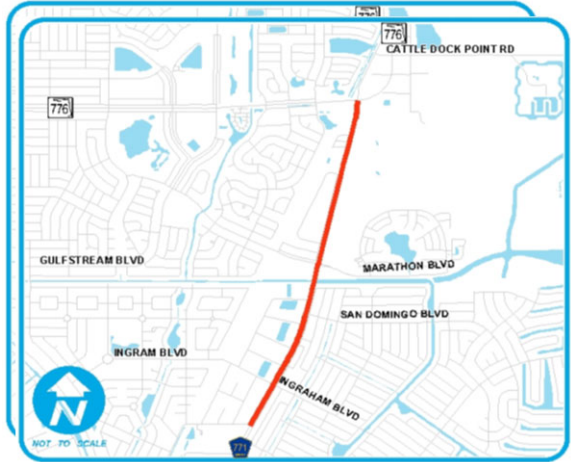 776
776
CATTLE DOCK POINT RD
776
GULFSTREAM BLVD
MARATHON BLVD
SAN DOMINGO BLVD
INGRAM BLVD
INGRAHAM BLVD
N
NOT TO SCALE
771